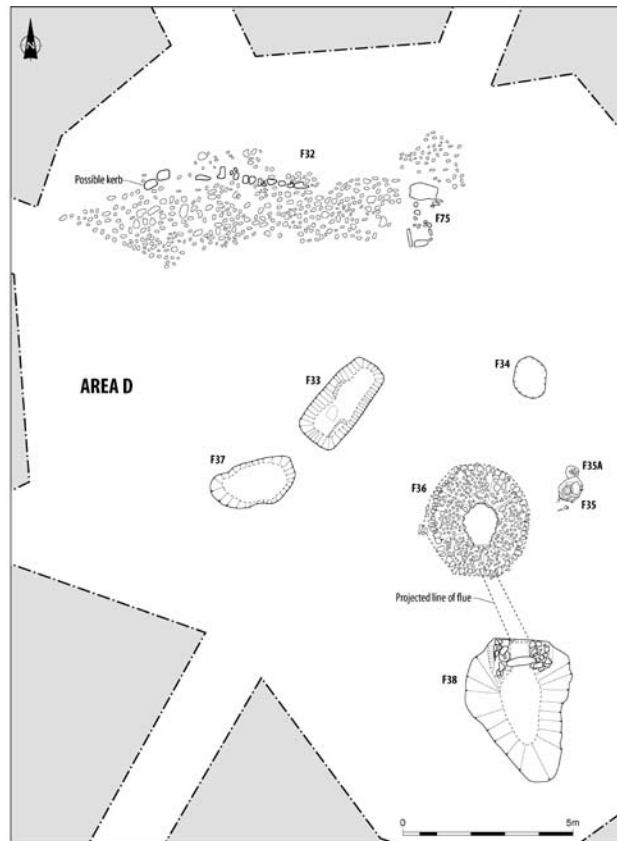 N
F32
Possible kerb
F75
F33
F34
AREA D
F37
F36
F35A
F35
Projected line of flue
F38
0 5m